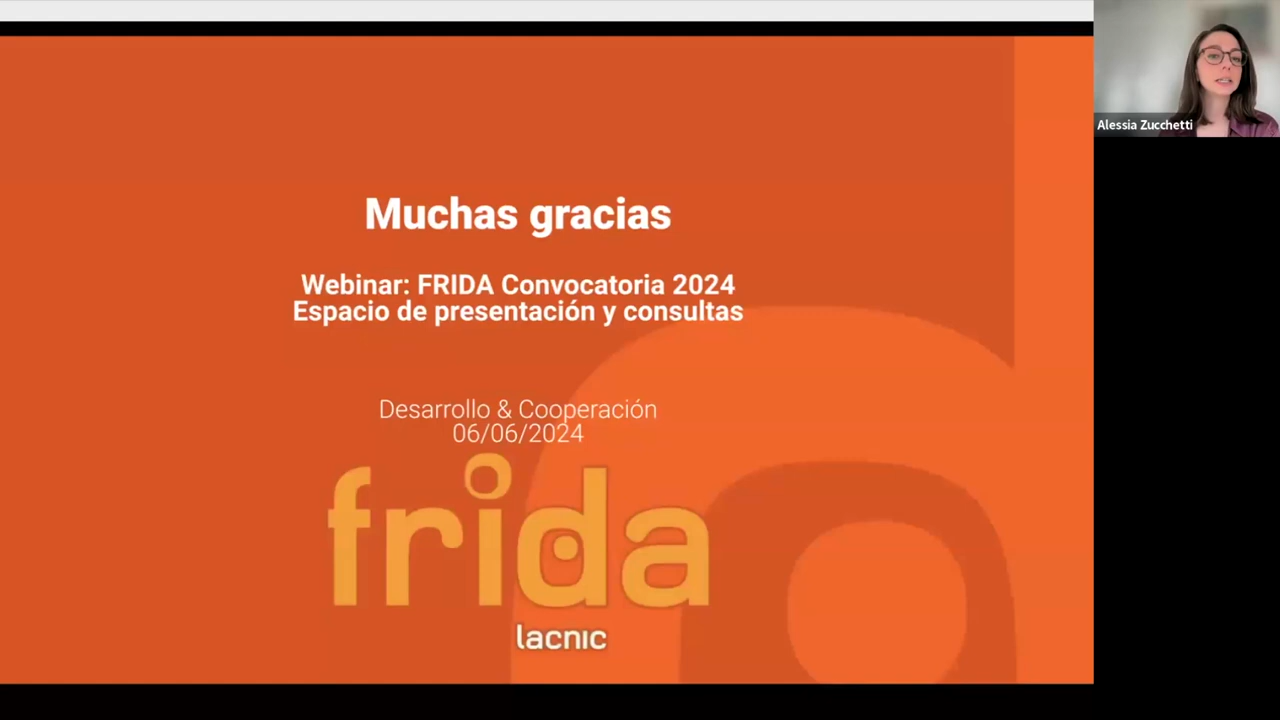 Muchas gracias
Webinar: FRIDA Convocatoria 2024
Espacio de presentación y consultas
Desarrollo & Cooperación
06/06/2024
frida
lacnic
Alessia Zucchetti